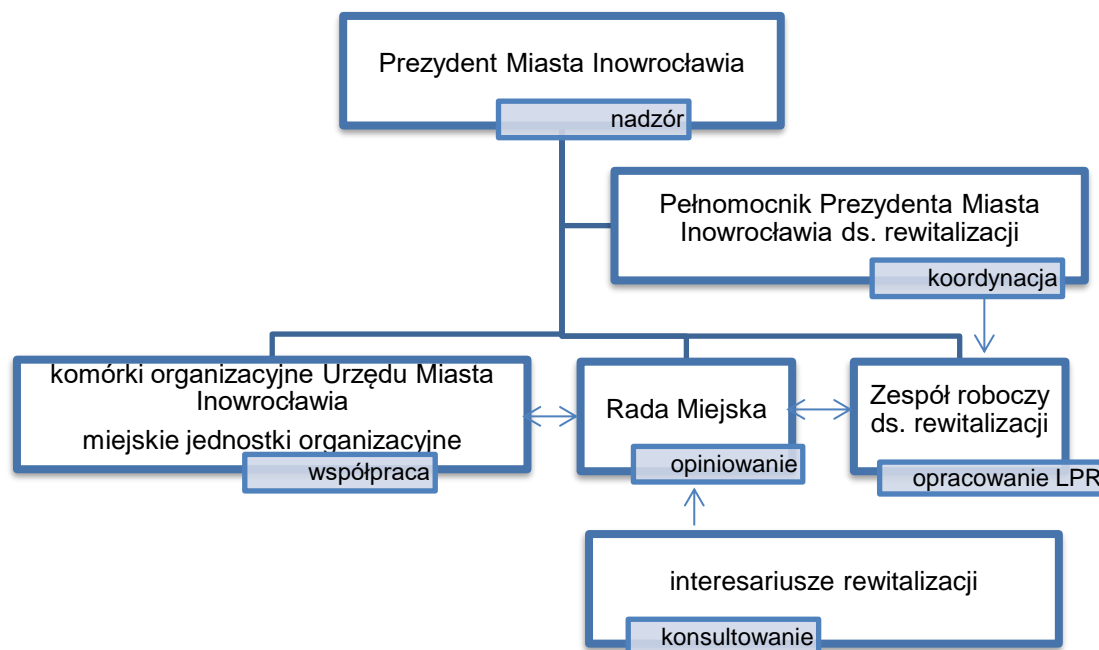 Prezydent Miasta Inowrocławia
nadzór
Pełnomocnik Prezydenta Miasta
Inowrocławia ds. rewitalizacji
koordynacja
komórki organizacyjne Urzędu Miasta
Inowrocławia
miejskie jednostki organizacyjne
współpraca
Rada Miejska
opiniowanie
Zespół roboczy
ds. rewitalizacji
opracowanie LPR
interesariusze rewitalizacji
konsultowanie